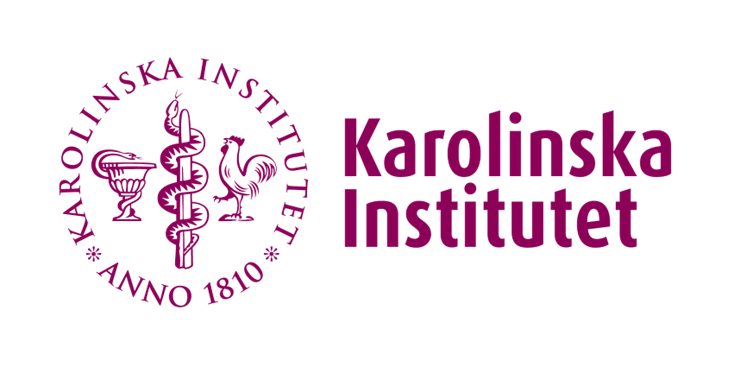 KAROLINSKA INSTITUTET
ANNO 1810
Karolinska
Institutet